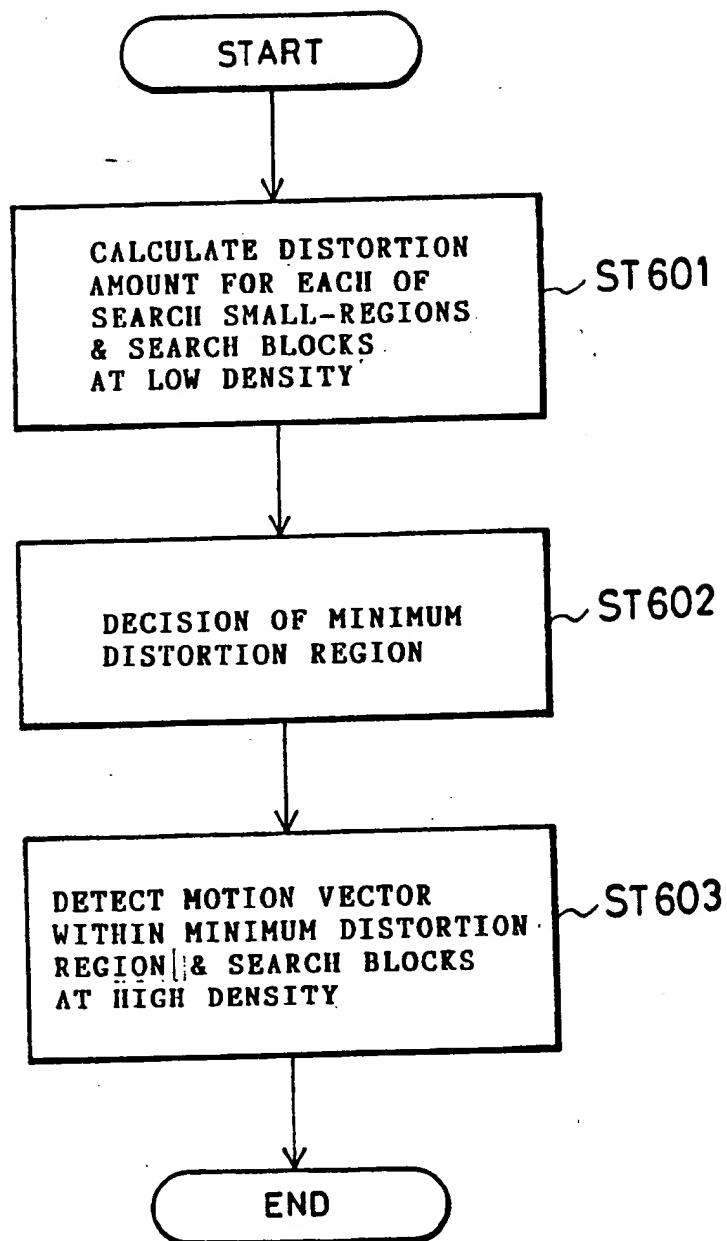 START
CALCULATE DISTORTION
AMOUNT FOR EACH OF
SEARCH SMALL-REGIONS
& SEARCH BLOCKS
AT LOW DENSITY
ST601
DECISION OF MINIMUM
DISTORTION REGION
ST602
DETECT MOTION VECTOR
WITHIN MINIMUM DISTORTION
REGION & SEARCH BLOCKS
AT HIGH DENSITY
ST603
END